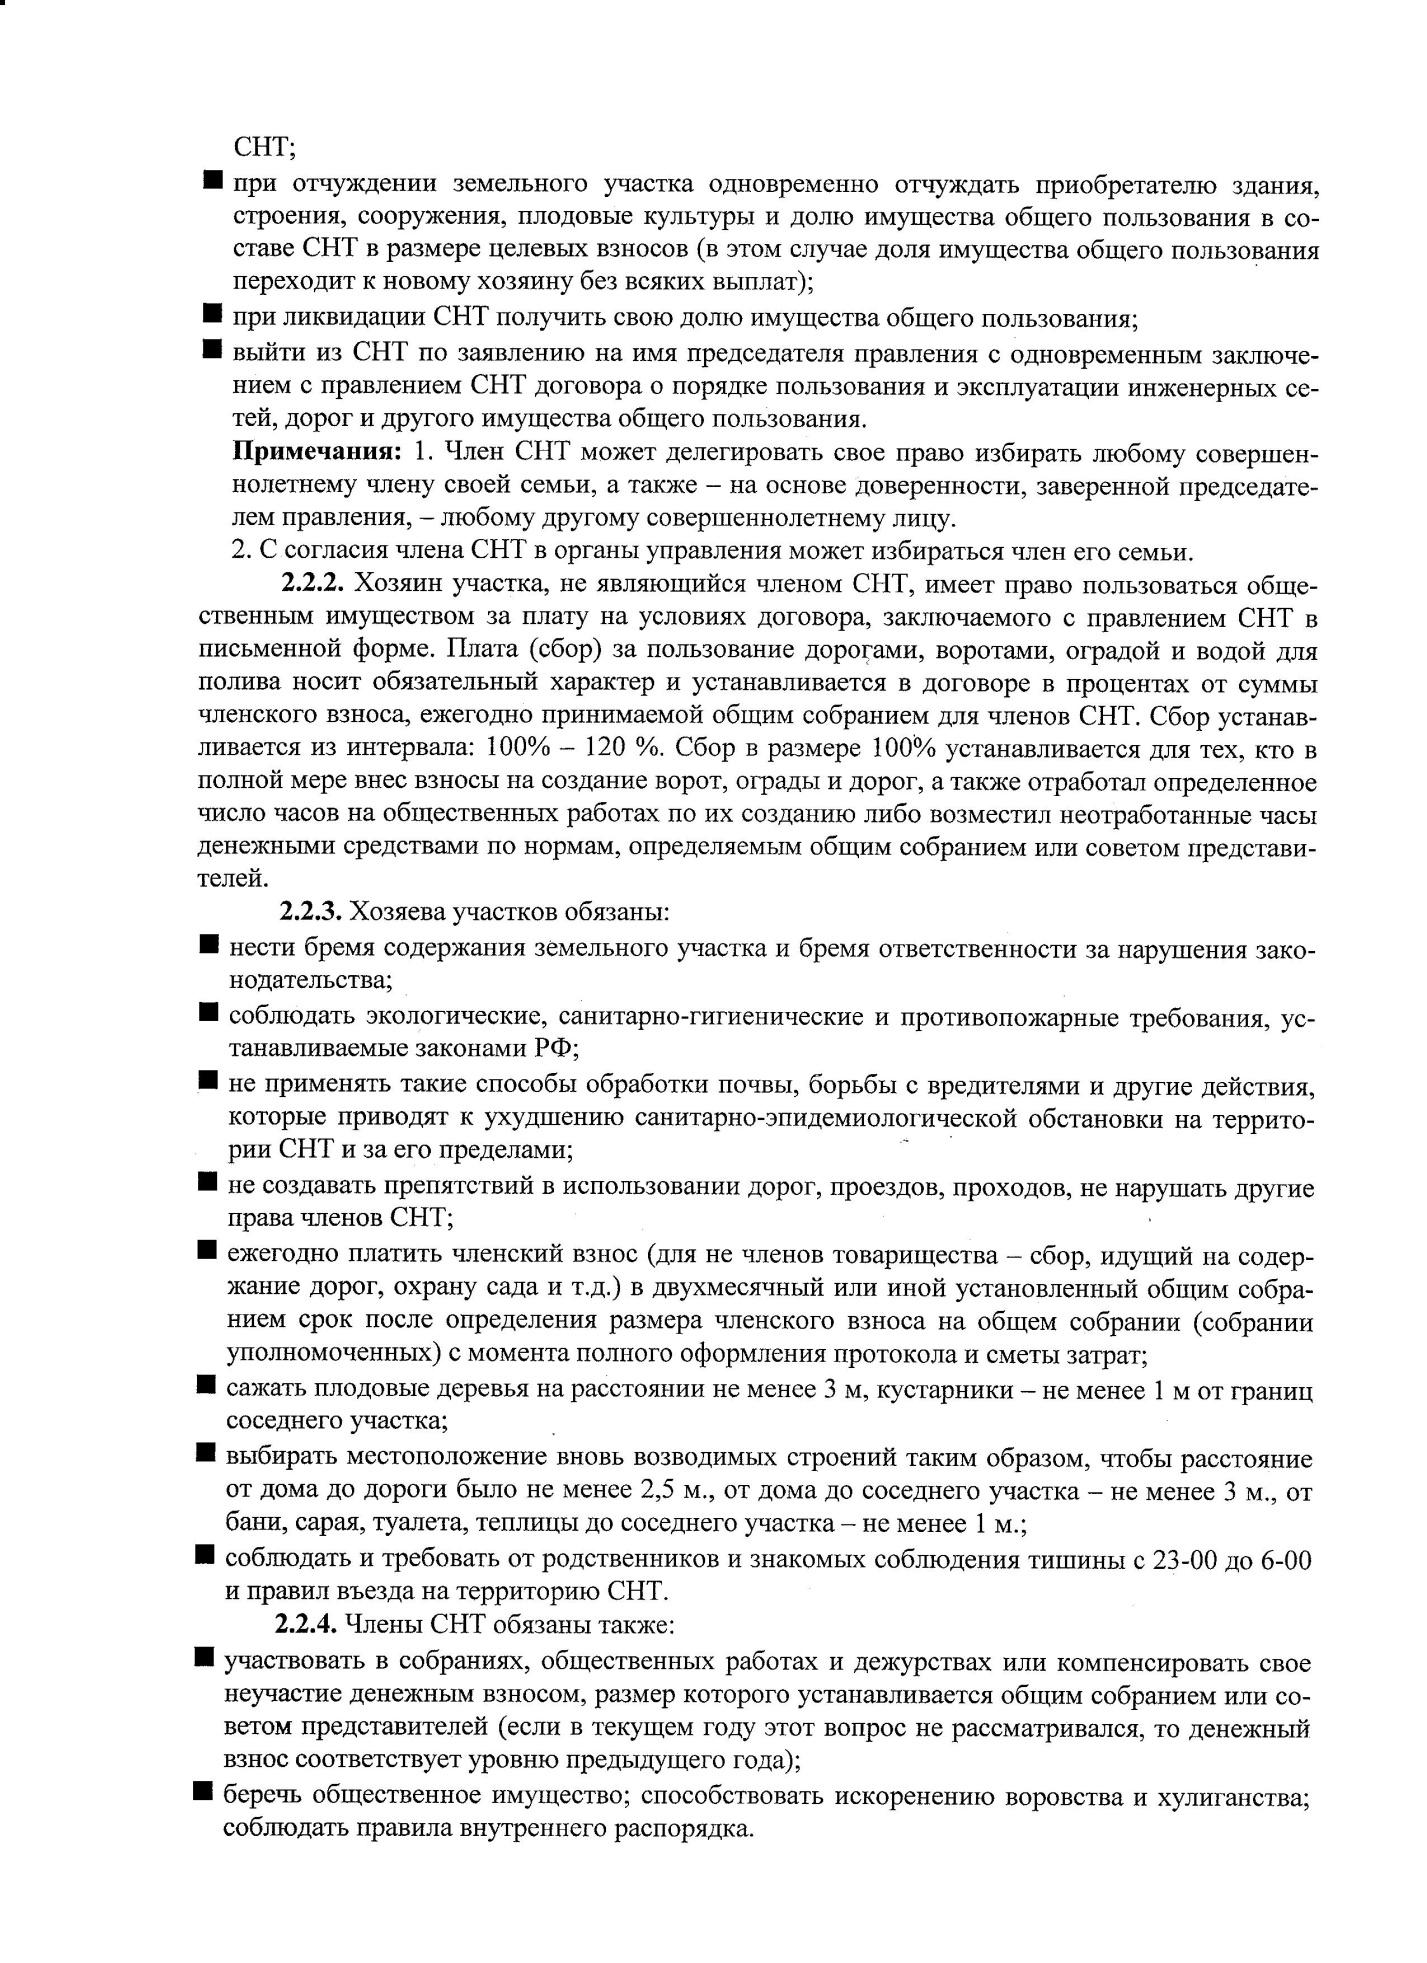 СНТ;
■ при отчуждении земельного участка одновременно отчуждать приобретателю здания,
строения, сооружения, плодовые культуры и долю имущества общего пользования в со-
ставе СНТ в размере целевых взносов (в этом случае доля имущества общего пользования
переходит к новому хозяину без всяких выплат);
■ при ликвидации СНТ получить свою долю имущества общего пользования;
■ выйти из СНТ по заявлению на имя председателя правления с одновременным заключе-
нием с правлением СНТ договора о порядке пользования и эксплуатации инженерных се-
тей, дорог и другого имущества общего пользования.
Примечания: 1. Член СНТ может делегировать свое право избирать любому совершен-
нолетнему члену своей семьи, а также – на основе доверенности, заверенной председате-
лем правления, – любому другому совершеннолетнему лицу.
2. С согласия члена СНТ в органы управления может избираться член его семьи.
2.2.2. Хозяин участка, не являющийся членом СНТ, имеет право пользоваться обще-
ственным имуществом за плату на условиях договора, заключаемого с правлением СНТ в
письменной форме. Плата (сбор) за пользование дорогами, воротами, оградой и водой для
полива носит обязательный характер и устанавливается в договоре в процентах от суммы
членского взноса, ежегодно принимаемой общим собранием для членов СНТ. Сбор устанав-
ливается из интервала: 100% – 120 %. Сбор в размере 100% устанавливается для тех, кто в
полной мере внес взносы на создание ворот, ограды и дорог, а также отработал определенное
число часов на общественных работах по их созданию либо возместил неотработанные часы
денежными средствами по нормам, определяемым общим собранием или советом представи-
телей.
2.2.3. Хозяева участков обязаны:
■ нести бремя содержания земельного участка и бремя ответственности за нарушения зако-
нодательства;
■ соблюдать экологические, санитарно-гигиенические и противопожарные требования, ус-
танавливаемые законами РФ;
■ не применять такие способы обработки почвы, борьбы с вредителями и другие действия,
которые приводят к ухудшению санитарно-эпидемиологической обстановки на террито-
рии СНТ и за его пределами;
■ не создавать препятствий в использовании дорог, проездов, проходов, не нарушать другие
права членов СНТ;
■ ежегодно платить членский взнос (для не членов товарищества – сбор, идущий на содер-
жание дорог, охрану сада и т.д.) в двухмесячный или иной установленный общим собра-
нием срок после определения размера членского взноса на общем собрании (собрании
уполномоченных) с момента полного оформления протокола и сметы затрат;
■ сажать плодовые деревья на расстоянии не менее 3 м, кустарники – не менее 1 м от границ
соседнего участка;
■ выбирать местоположение вновь возводимых строений таким образом, чтобы расстояние
от дома до дороги было не менее 2,5 м., от дома до соседнего участка – не менее 3 м., от
бани, сарая, туалета, теплицы до соседнего участка – не менее 1 м.;
■ соблюдать и требовать от родственников и знакомых соблюдения тишины с 23-00 до 6-00
и правил въезда на территорию СНТ.
2.2.4. Члены СНТ обязаны также:
■ участвовать в собраниях, общественных работах и дежурствах или компенсировать свое
неучастие денежным взносом, размер которого устанавливается общим собранием или со-
ветом представителей (если в текущем году этот вопрос не рассматривался, то денежный
взнос соответствует уровню предыдущего года);
■ беречь общественное имущество; способствовать искоренению воровства и хулиганства;
соблюдать правила внутреннего распорядка.